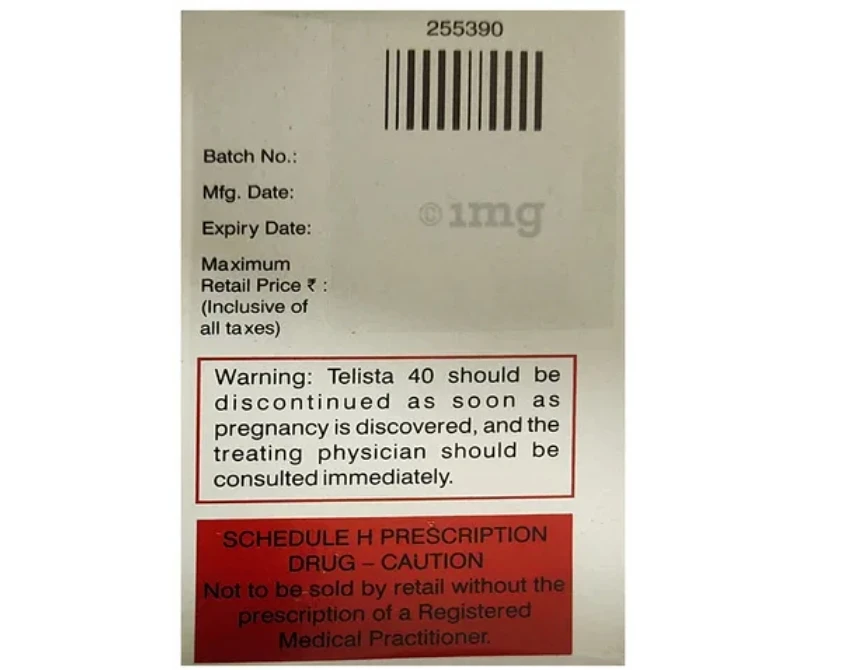 255390
Batch No.:
Mfg. Date:
©1mg
Expiry Date:
Maximum
Retail Price ₹ :
(Inclusive of
all taxes)
Warning: Telista 40 should be
discontinued as soon as
pregnancy is discovered, and the
treating physician should be
consulted immediately.
SCHEDULE H PRESCRIPTION
DRUG – CAUTION
Not to be sold by retail without the
prescription of a Registered
Medical Practitioner.